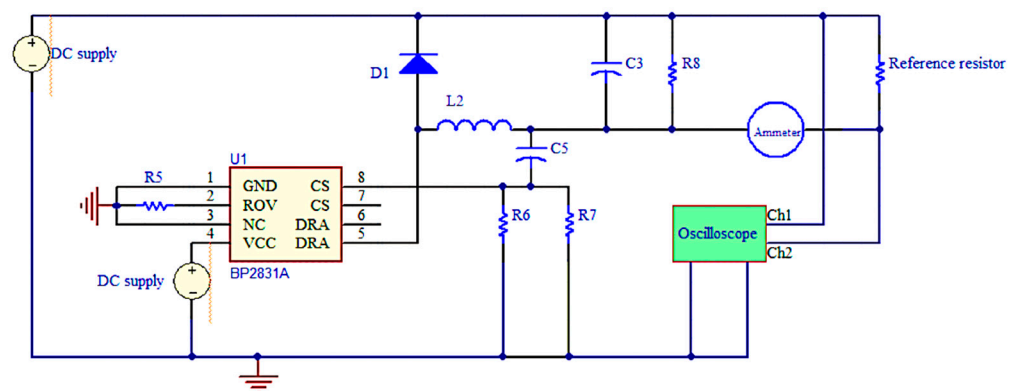 DC supply
D1
C3
R8
Reference resistor
L2
Ammeter
C5
U1
R5
1 GND CS 8
2 ROV CS 7
3 NC DRA 6
4 VCC DRA 5
BP2831A
R6
R7
Ch1
Oscilloscope
Ch2
DC supply